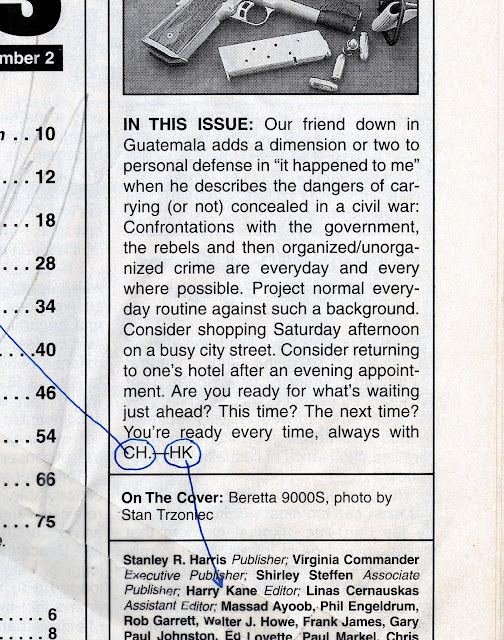 S
mber 2
n . . 10
. . . 12
. . . 18
. . . 28
. . . 34
. . . .40
. . . 46
. . . 54
. . . 66
. . . 75
e.
. . . . 6
. . . . 8
IN THIS ISSUE: Our friend down in
Guatemala adds a dimension or two to
personal defense in “it happened to me”
when he describes the dangers of car-
rying (or not) concealed in a civil war:
Confrontations with the government,
the rebels and then organized/unorga-
nized crime are everyday and every
where possible. Project normal every-
day routine against such a background.
Consider shopping Saturday afternoon
on a busy city street. Consider returning
to one’s hotel after an evening appoint-
ment. Are you ready for what’s waiting
just ahead? This time? The next time?
You’re ready every time, always with
CH.—HK
On The Cover: Beretta 9000S, photo by
Stan Trzoniec
Stanley R. Harris Publisher; Virginia Commander
Executive Publisher; Shirley Steffen Associate
Publisher; Harry Kane Editor; Linas Cernauskas
Assistant Editor; Massad Ayoob, Phil Engeldrum,
Rob Garrett, Walter J. Howe, Frank James, Gary
Paul Johnston, Ed Lovette, Paul Markel, Chris